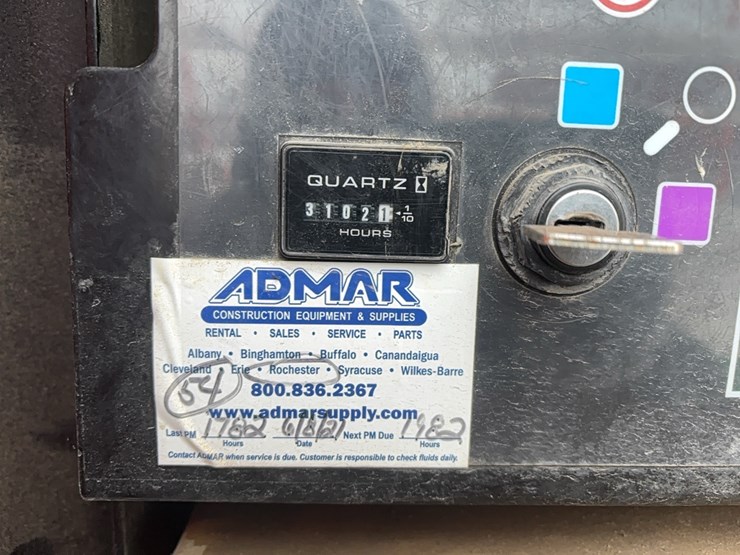 QUARTZ
31021 1/10
HOURS
ADMAR
CONSTRUCTION EQUIPMENT & SUPPLIES
RENTAL • SALES • SERVICE • PARTS
Albany • Binghamton • Buffalo • Canandaigua
Cleveland • Erie • Rochester • Syracuse • Wilkes-Barre
54
800.836.2367
www.admarsupply.com
Last PM 1782 6/8/21 Next PM Due 1982
Hours Date Hours
Contact ADMAR when service is due. Customer is responsible to check fluids daily.